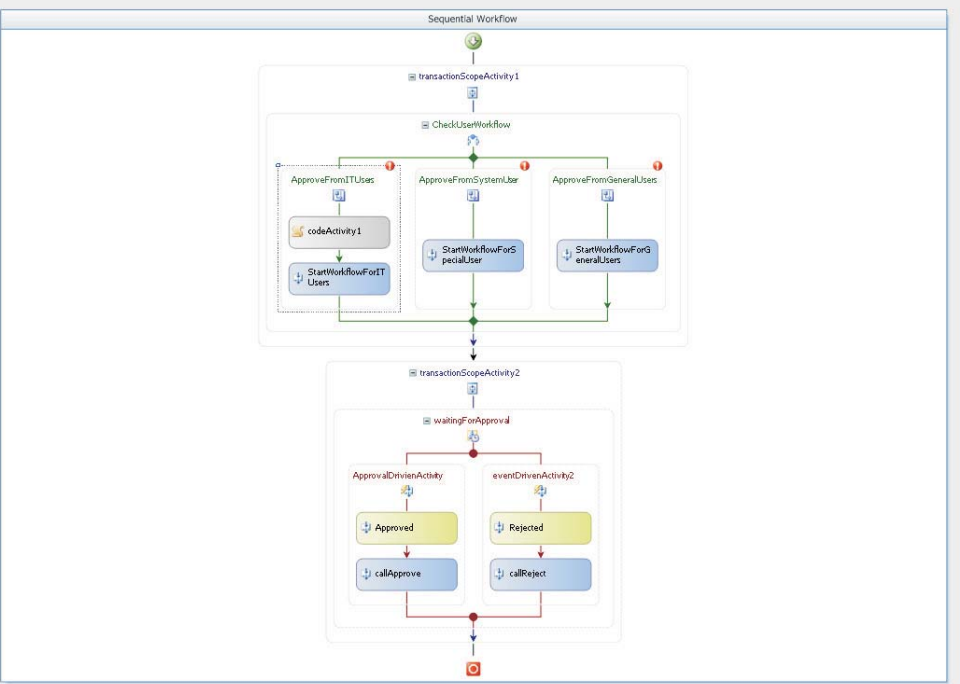 Sequential Workflow
transactionScopeActivity1
CheckUserWorkflow
ApproveFromITUsers
ApproveFromSystemUser
ApproveFromGeneralUsers
codeActivity1
StartWorkflowForIT
Users
StartWorkflowForS
pecialUser
StartWorkflowForG
eneralUsers
transactionScopeActivity2
waitingForApproval
ApprovalDrivienActivity
eventDrivenActivity2
Approved
Rejected
callApprove
callReject